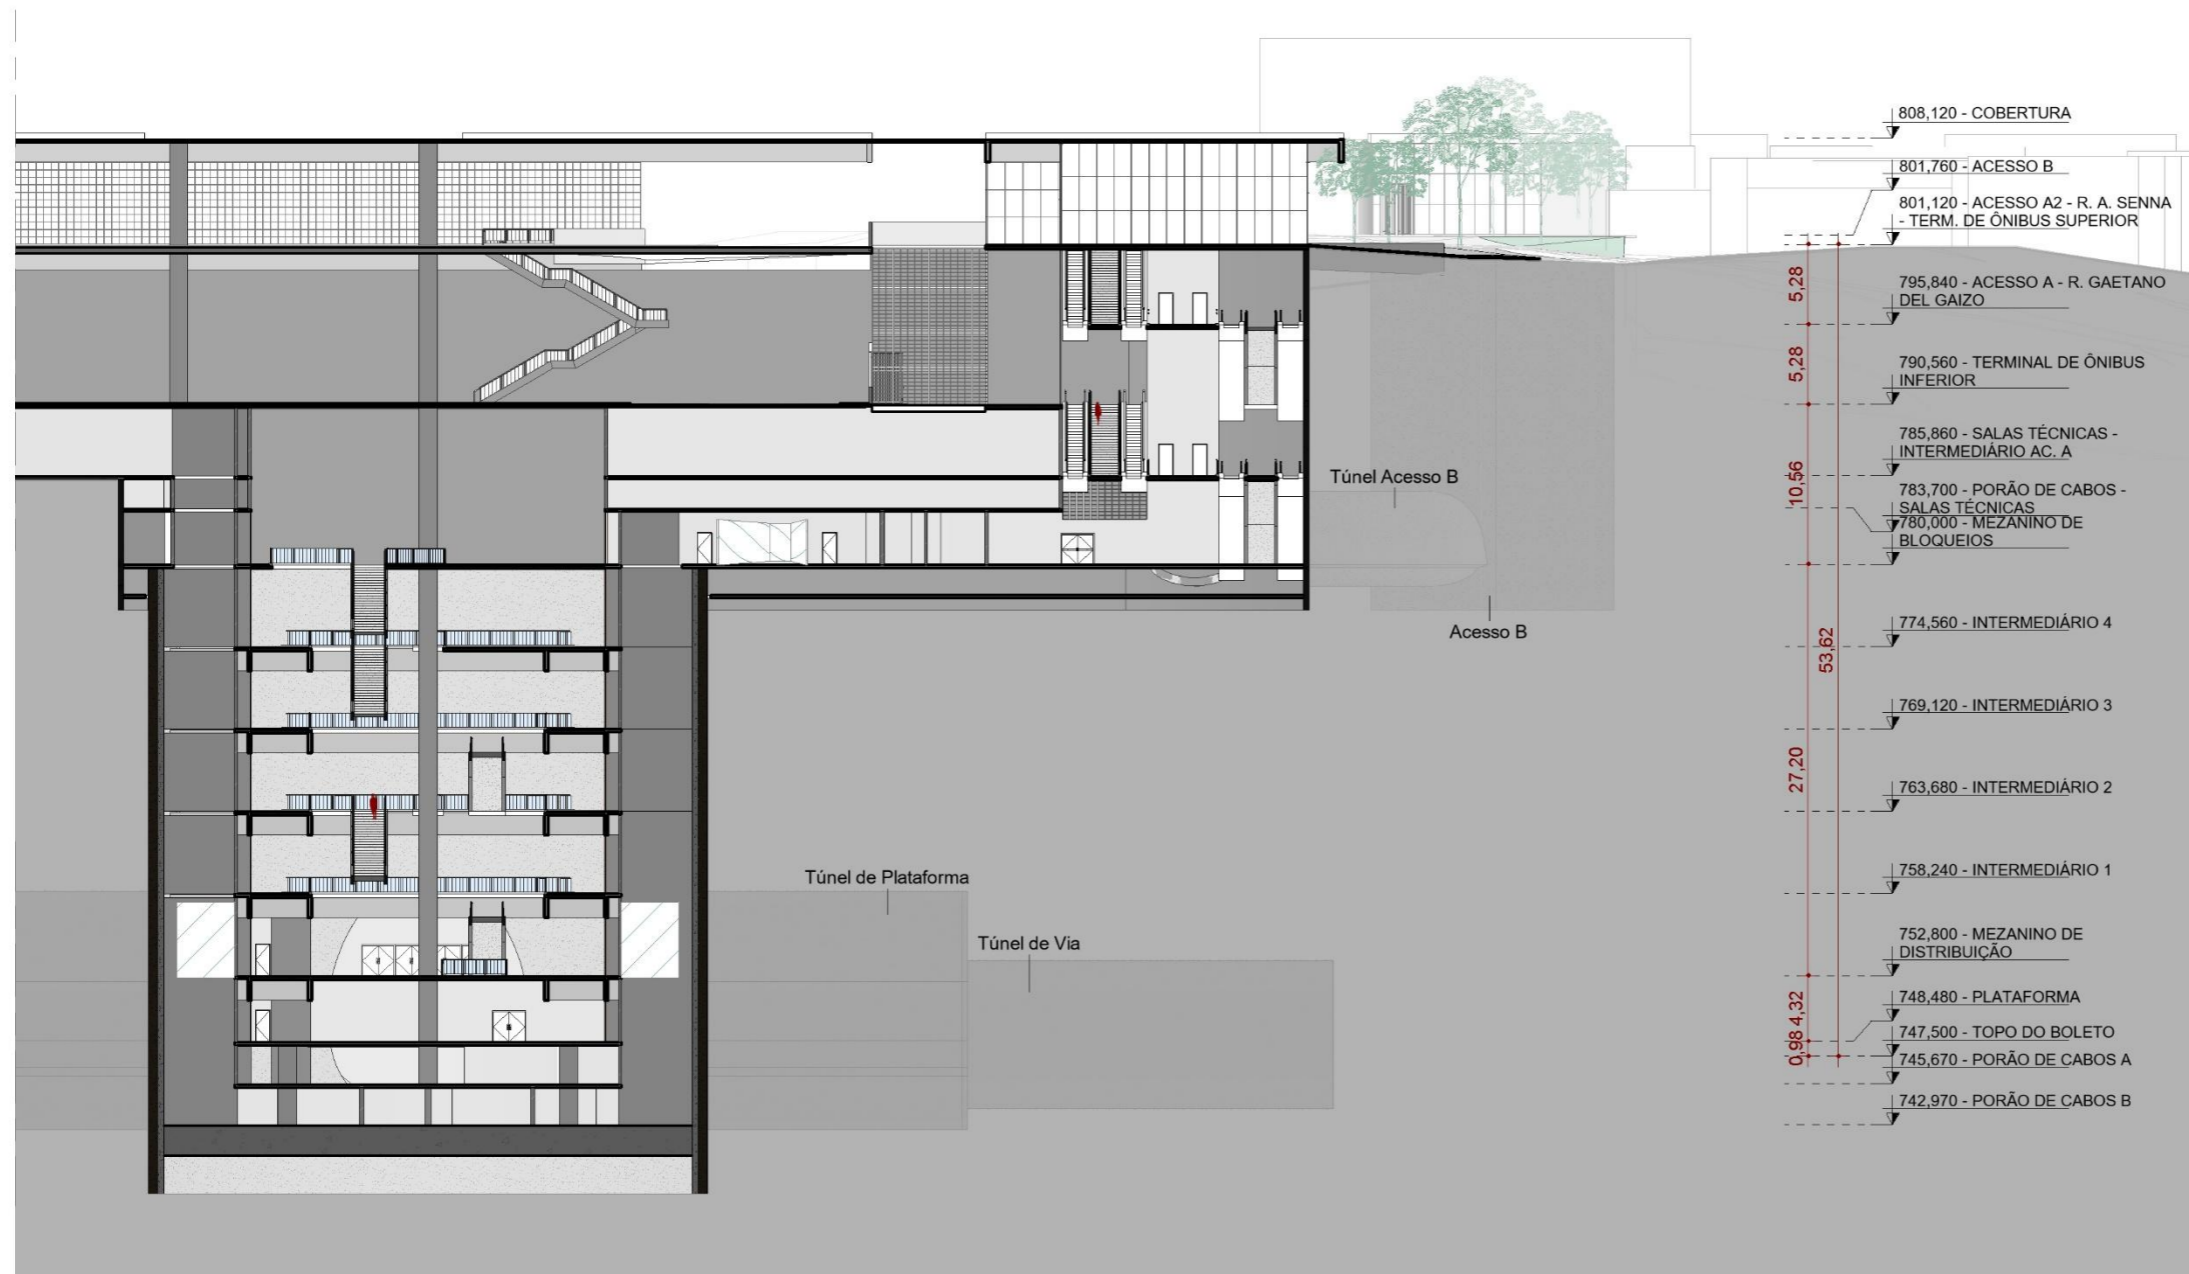 808,120 - COBERTURA
801,760 - ACESSO B
801,120 - ACESSO A2 - R. A. SENNA
- TERM. DE ÔNIBUS SUPERIOR
5,28
795,840 - ACESSO A - R. GAETANO
DEL GAIZO
5,28
790,560 - TERMINAL DE ÔNIBUS
INFERIOR
785,860 - SALAS TÉCNICAS -
INTERMEDIÁRIO AC. A
Túnel Acesso B
10,56
783,700 - PORÃO DE CABOS -
SALAS TÉCNICAS
780,000 - MEZANINO DE
BLOQUEIOS
Acesso B
774,560 - INTERMEDIÁRIO 4
53,62
769,120 - INTERMEDIÁRIO 3
27,20
763,680 - INTERMEDIÁRIO 2
Túnel de Plataforma
758,240 - INTERMEDIÁRIO 1
Túnel de Via
752,800 - MEZANINO DE
DISTRIBUIÇÃO
4,32
748,480 - PLATAFORMA
0,98
747,500 - TOPO DO BOLETO
745,670 - PORÃO DE CABOS A
742,970 - PORÃO DE CABOS B